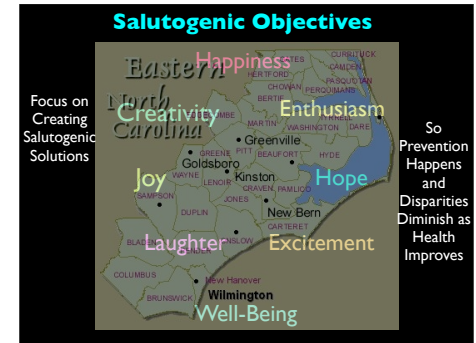 Salutogenic Objectives
Focus on
Creating
Salutogenic
Solutions
Eastern
North
Carolina
Happiness
Creativity
Enthusiasm
Joy
Hope
Laughter
Excitement
Well-Being
CURRITUCK
CAMDEN
PASQUOTANK
PERQUIMANS
HERTFORD
CHOWAN
BERTIE
MARTIN
WASHINGTON
TYRRELL
DARE
Greenville
GREENE
PITT
BEAUFORT
HYDE
Goldsboro
WAYNE
Kinston
LENOIR
CRAVEN
PAMLICO
SAMPSON
JONES
New Bern
DUPLIN
CARTERET
COLUMBUS
New Hanover
Wilmington
BRUNSWICK
So
Prevention
Happens
and
Disparities
Diminish as
Health
Improves